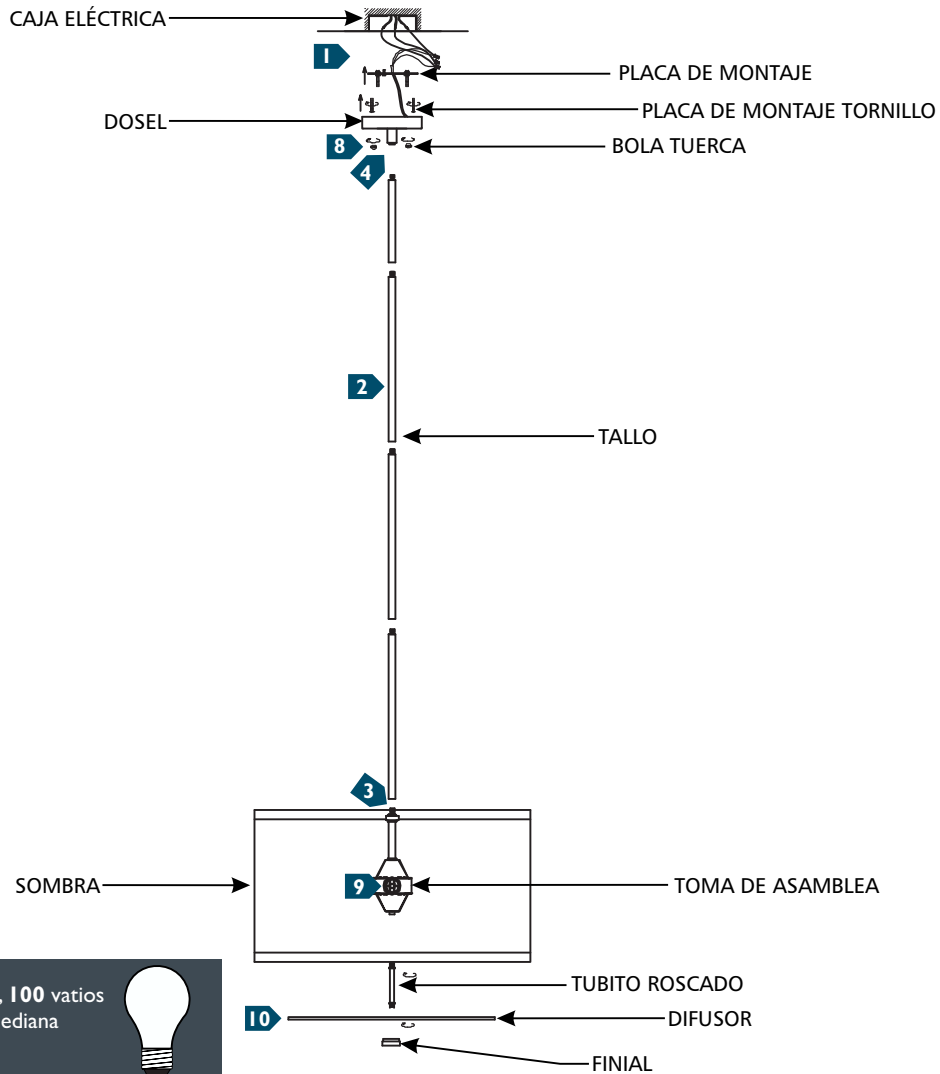 CAJA ELÉCTRICA
1
PLACA DE MONTAJE
PLACA DE MONTAJE TORNILLO
DOSEL
8
BOLA TUERCA
4
2
TALLO
3
SOMBRA
9
TOMA DE ASAMBLEA
TUBITO ROSCADO
, 100 vatios
ediana
10
DIFUSOR
FINIAL